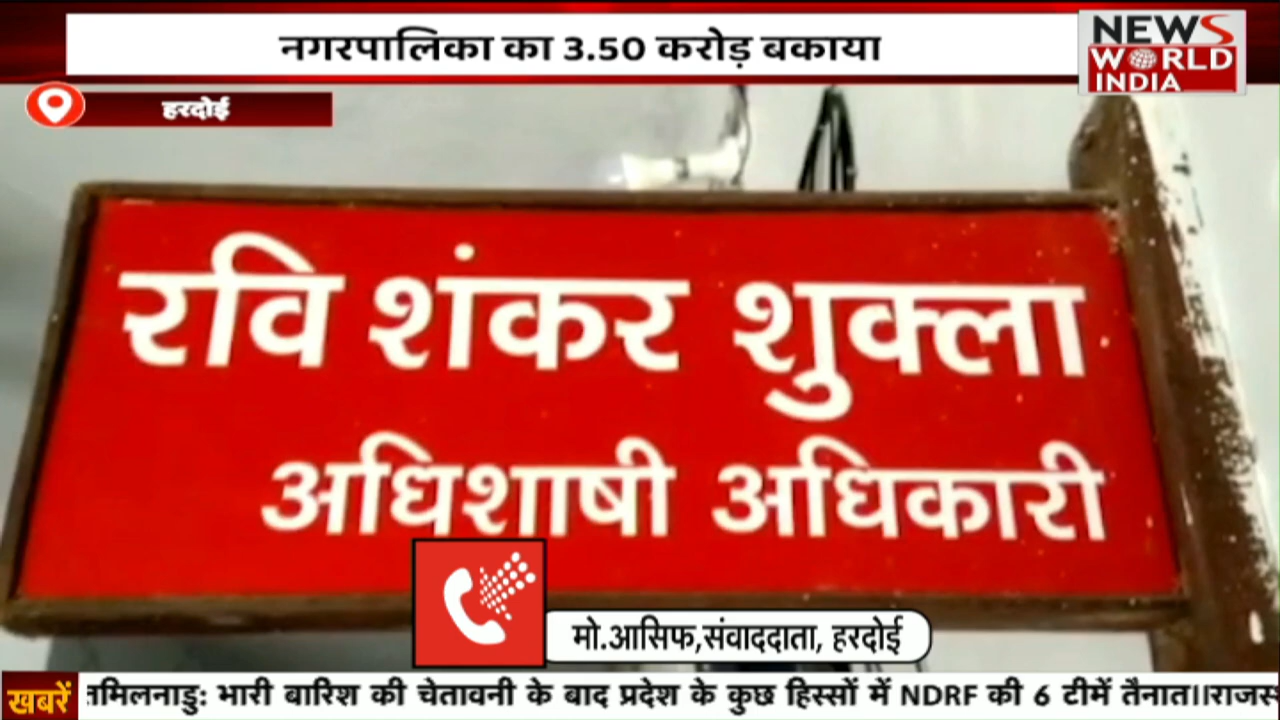 नगरपालिका का 3.50 करोड़ बकाया
NEWS
WORLD
INDIA
हरदोई
रवि शंकर शुक्ला
अधिशाषी अधिकारी
मो.आसिफ,संवाददाता, हरदोई
खबरें
तमिलनाडु: भारी बारिश की चेतावनी के बाद प्रदेश के कुछ हिस्सों में NDRF की 6 टीमें तैनात||